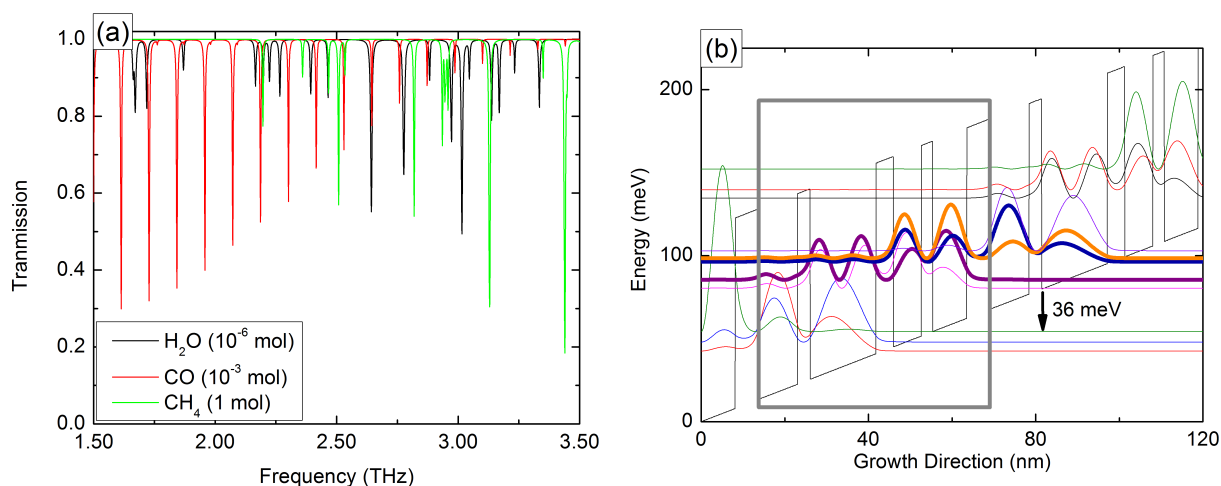 (a)
1.0
0.8
0.6
0.4
0.2
0.0
Tranmission
H₂O (10⁻⁶ mol)
CO (10⁻³ mol)
CH₄ (1 mol)
1.50
2.00
2.50
3.00
3.50
Frequency (THz)
(b)
200
100
0
Energy (meV)
36 meV
0
40
80
120
Growth Direction (nm)